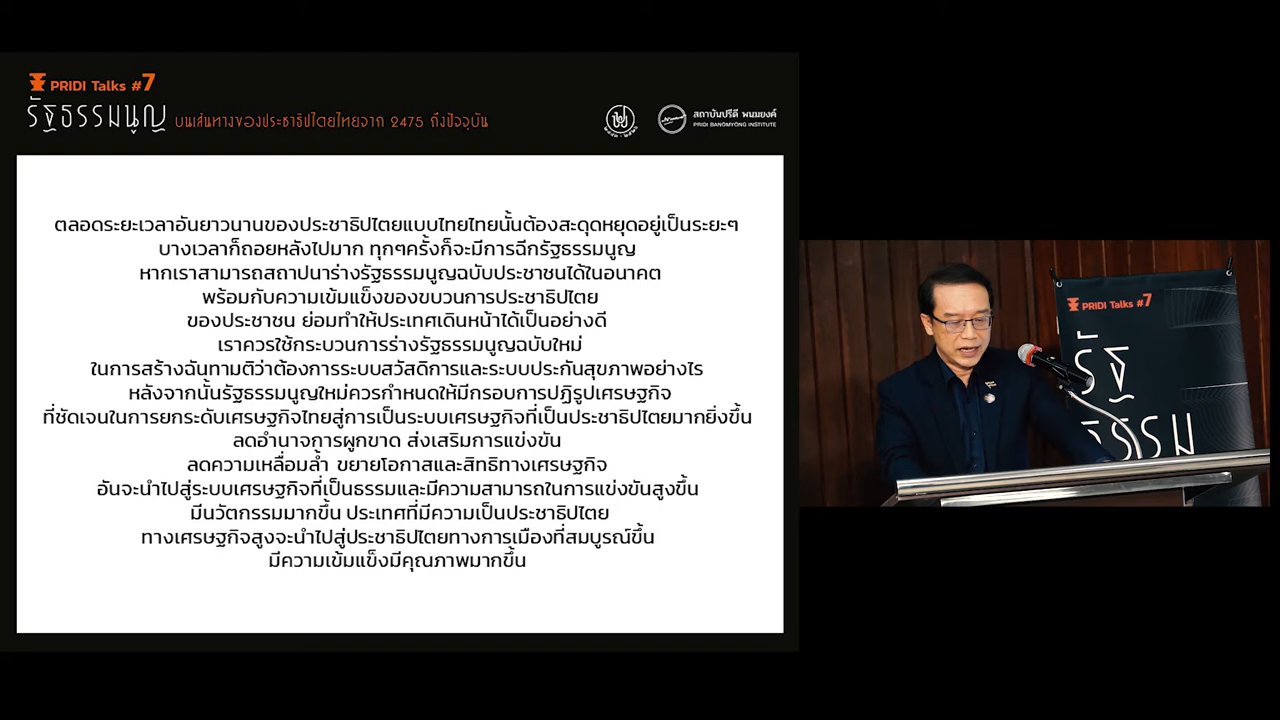 PRIDI Talks #7
รัฐธรรมนูญ บนเส้นทางของประชาธิปไตยไทยจาก 2475 ถึงปัจจุบัน
สถาบันปรีดี พนมยงค์
PRIDI BANOMYONG INSTITUTE
ตลอดระยะเวลาอันยาวนานของประชาธิปไตยแบบไทยไทยนั้นต้องสะดุดหยุดอยู่เป็นระยะๆ
บางเวลาก็ถอยหลังไปมาก ทุกๆครั้งก็จะมีการฉีกรัฐธรรมนูญ
หากเราสามารถสถาปนาร่างรัฐธรรมนูญฉบับประชาชนได้ในอนาคต
พร้อมกับความเข้มแข็งของขบวนการประชาธิปไตย
ของประชาชน ย่อมทำให้ประเทศเดินหน้าได้เป็นอย่างดี
เราควรใช้กระบวนการร่างรัฐธรรมนูญฉบับใหม่
ในการสร้างฉันทามติว่าต้องการระบบสวัสดิการและระบบประกันสุขภาพอย่างไร
หลังจากนั้นรัฐธรรมนูญใหม่ควรกำหนดให้มีกรอบการปฏิรูปเศรษฐกิจ
ที่ชัดเจนในการยกระดับเศรษฐกิจไทยสู่การเป็นระบบเศรษฐกิจที่เป็นประชาธิปไตยมากยิ่งขึ้น
ลดอำนาจการผูกขาด ส่งเสริมการแข่งขัน
ลดความเหลื่อมล้ำ ขยายโอกาสและสิทธิทางเศรษฐกิจ
อันจะนำไปสู่ระบบเศรษฐกิจที่เป็นธรรมและมีความสามารถในการแข่งขันสูงขึ้น
มีนวัตกรรมมากขึ้น ประเทศที่มีความเป็นประชาธิปไตย
ทางเศรษฐกิจสูงจะนำไปสู่ประชาธิปไตยทางการเมืองที่สมบูรณ์ขึ้น
มีความเข้มแข็งมีคุณภาพมากขึ้น
PRIDI Talks #7
รัฐ
ธรรม